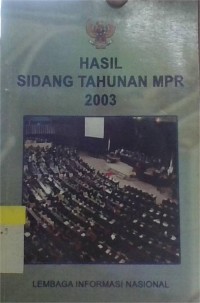 HASIL
SIDANG TAHUNAN MPR
2003
LEMBAGA INFORMASI NASIONAL